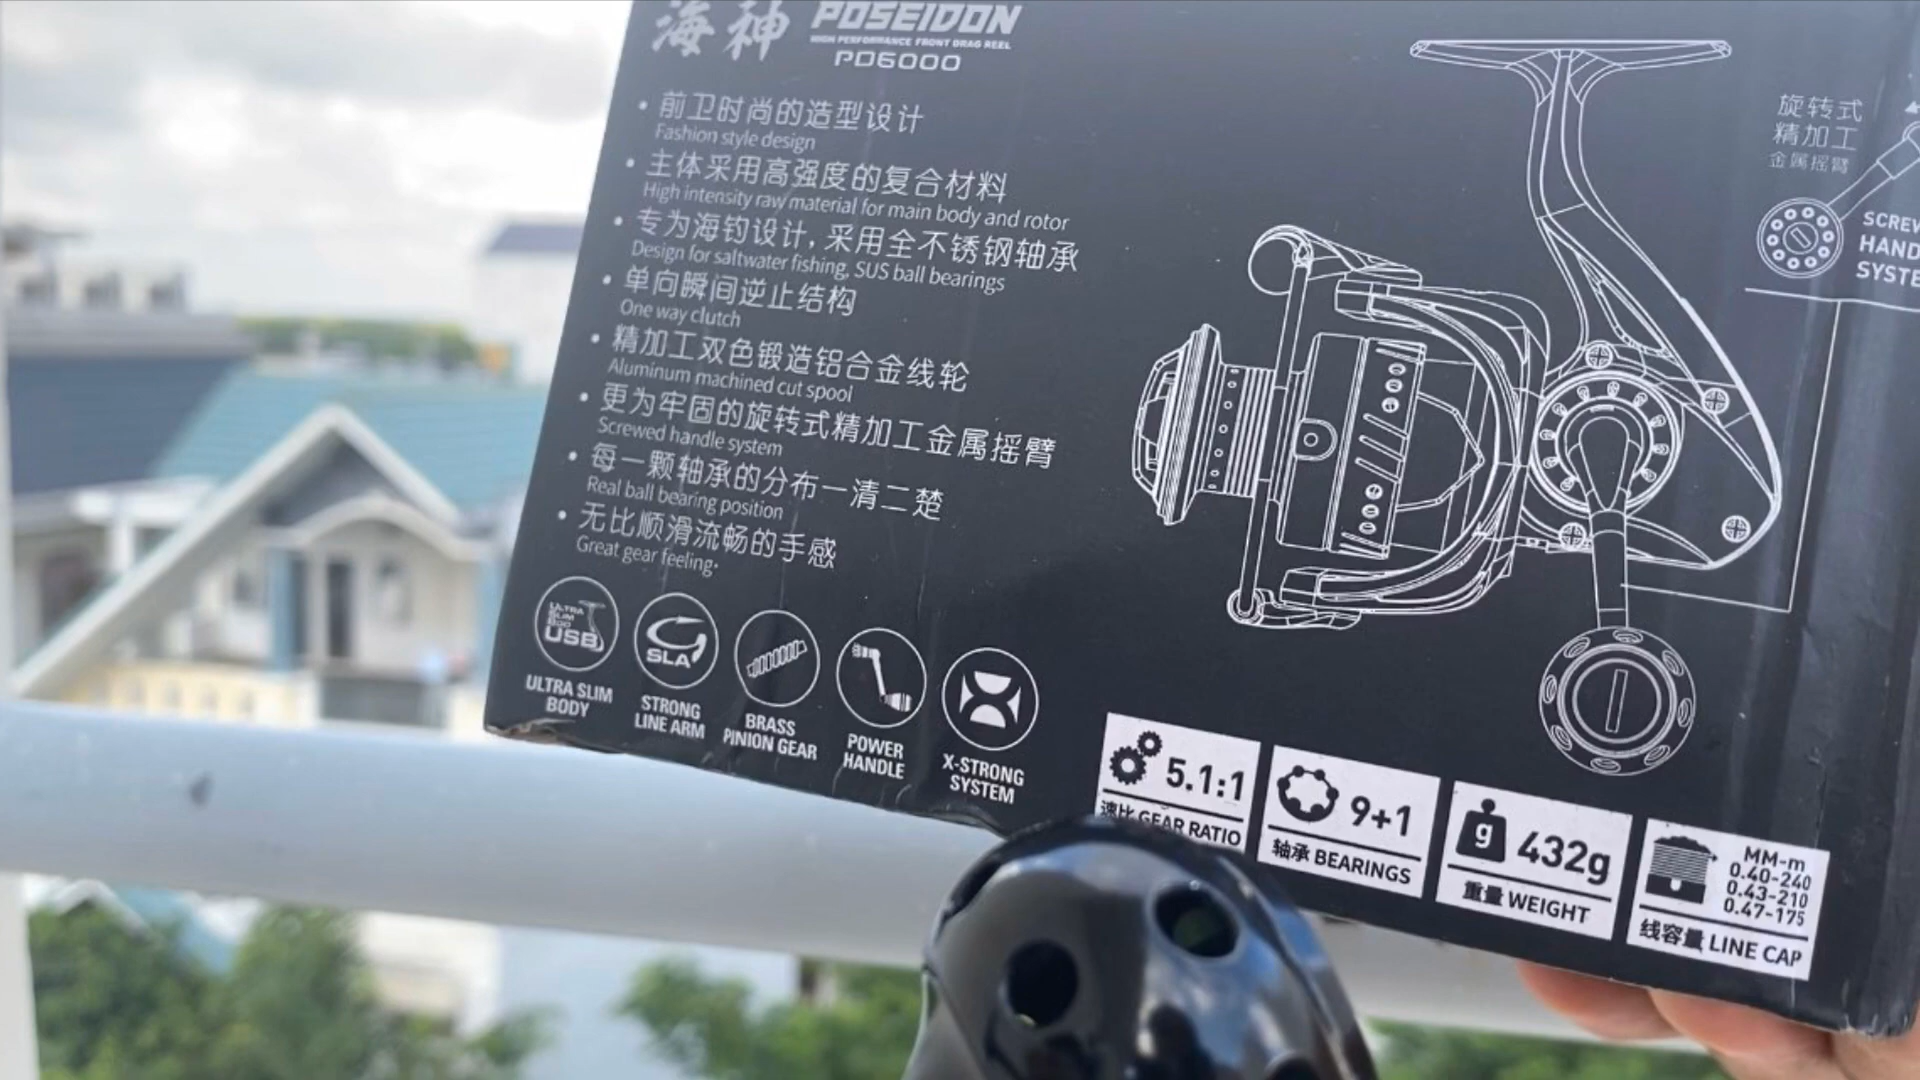 海神 POSEIDON
HIGH PERFORMANCE FRONT DRAG REEL
PD6000
• 前卫时尚的造型设计
Fashion style design
• 主体采用高强度的复合材料
High intensity raw material for main body and rotor
• 专为海钓设计,采用全不锈钢轴承
Design for saltwater fishing, SUS ball bearings
• 单向瞬间逆止结构
One way clutch
• 精加工双色锻造铝合金线轮
Aluminum machined cut spool
• 更为牢固的旋转式精加工金属摇臂
Screwed handle system
• 每一颗轴承的分布一清二楚
Real ball bearing position
• 无比顺滑流畅的手感
Great gear feeling.
旋转式
精加工
金属摇臂
SCREW
HAND
SYSTE
ULTRA
SLIM
BOD
USB
ULTRA SLIM
BODY
SLA
STRONG
LINE ARM
BRASS
PINION GEAR
POWER
HANDLE
X-STRONG
SYSTEM
5.1:1
速比 GEAR RATIO
9+1
轴承 BEARINGS
g 432g
重量 WEIGHT
MM-m
0.40-240
0.43-210
0.47-175
线容量 LINE CAP